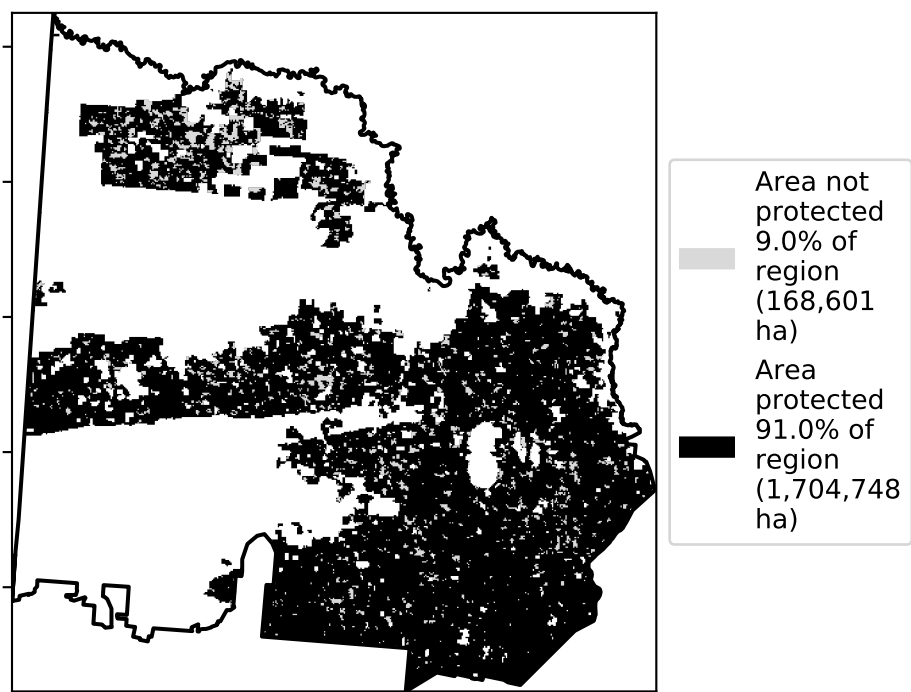 Area not
protected
9.0% of
region
(168,601
ha)
Area
protected
91.0% of
region
(1,704,748
ha)